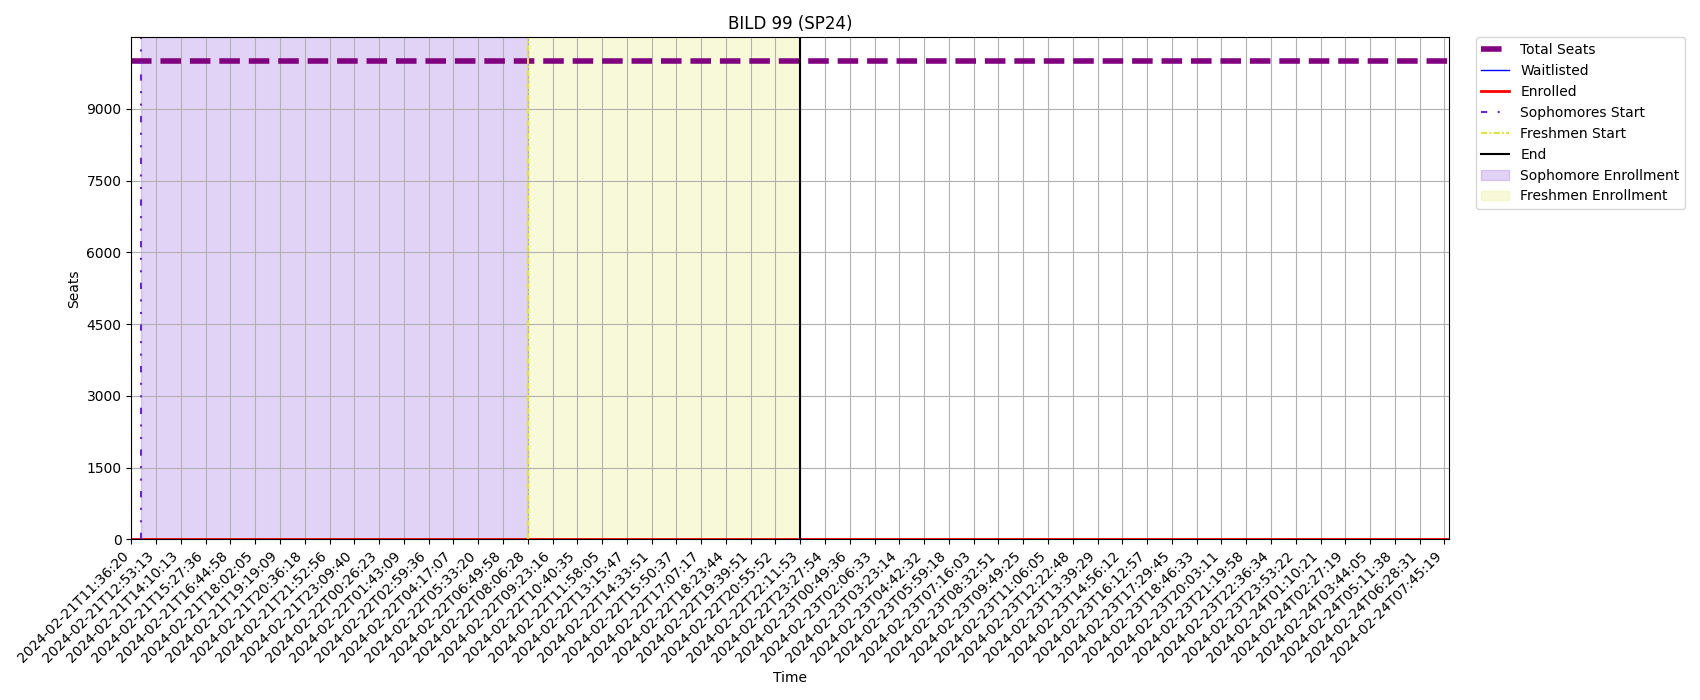 BILD 99 (SP24)
Total Seats
Waitlisted
Enrolled
Sophomores Start
Freshmen Start
End
Sophomore Enrollment
Freshmen Enrollment
Seats
9000
7500
6000
4500
3000
1500
0
2024-02-21T11:36:20
2024-02-21T12:53:13
2024-02-21T14:10:13
2024-02-21T15:27:36
2024-02-21T16:44:58
2024-02-21T18:02:05
2024-02-21T19:19:09
2024-02-21T20:36:18
2024-02-21T21:52:56
2024-02-21T23:09:40
2024-02-22T00:26:23
2024-02-22T01:43:09
2024-02-22T02:59:36
2024-02-22T04:17:07
2024-02-22T05:33:20
2024-02-22T06:49:58
2024-02-22T08:06:28
2024-02-22T09:23:16
2024-02-22T10:40:35
2024-02-22T11:58:05
2024-02-22T13:15:47
2024-02-22T14:33:51
2024-02-22T15:50:37
2024-02-22T17:07:17
2024-02-22T18:23:44
2024-02-22T19:39:51
2024-02-22T20:55:52
2024-02-22T22:11:53
2024-02-22T23:27:54
2024-02-23T00:49:36
2024-02-23T02:06:33
2024-02-23T03:23:14
2024-02-23T04:42:32
2024-02-23T05:59:18
2024-02-23T07:16:03
2024-02-23T08:32:51
2024-02-23T09:49:25
2024-02-23T11:06:05
2024-02-23T12:22:48
2024-02-23T13:39:29
2024-02-23T14:56:12
2024-02-23T16:12:57
2024-02-23T17:29:45
2024-02-23T18:46:33
2024-02-23T20:03:11
2024-02-23T21:19:58
2024-02-23T22:36:34
2024-02-23T23:53:22
2024-02-24T01:10:21
2024-02-24T02:27:19
2024-02-24T03:44:05
2024-02-24T05:11:38
2024-02-24T06:28:31
2024-02-24T07:45:19
Time